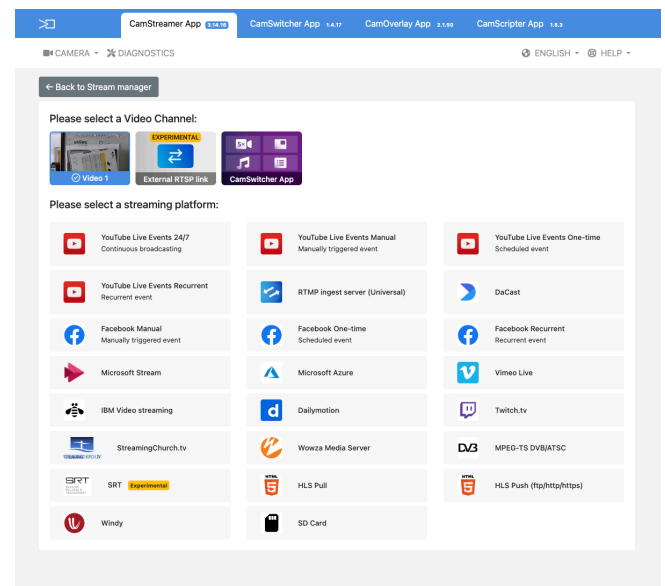 CamStreamer App 3.14.16
CamSwitcher App 1.4.17
CamOverlay App
CamScripter App
CAMERA
DIAGNOSTICS
ENGLISH
HELP
← Back to Stream manager
Please select a Video Channel:
Video 1
EXPERIMENTAL
External RTSP link
5s
CamSwitcher App
Please select a streaming platform:
YouTube Live Events 24/7
Continuous broadcasting
YouTube Live Events Manual
Manually triggered event
YouTube Live Events One-time
Scheduled event
YouTube Live Events Recurrent
Recurrent event
RTMP ingest server (Universal)
DaCast
Facebook Manual
Manually triggered event
Facebook One-time
Scheduled event
Facebook Recurrent
Recurrent event
Microsoft Stream
Microsoft Azure
Vimeo Live
IBM Video streaming
d
Dailymotion
Twitch.tv
StreamingChurch.tv
Wowza Media Server
DVB
MPEG-TS DVB/ATSC
SRT
SRT Experimental
HTML
5
HLS Pull
HTML
5
HLS Push (ftp/http/https)
Windy
SD Card